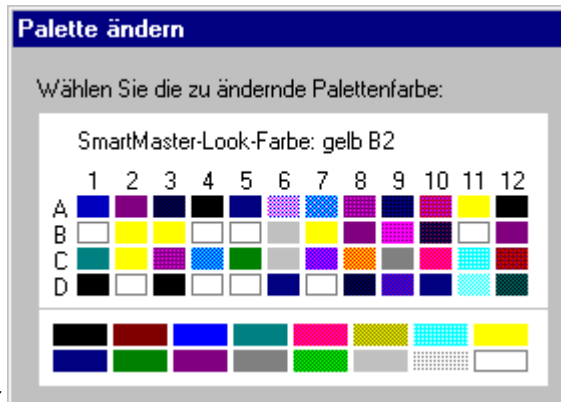 Palette ändern
Wählen Sie die zu ändernde Palettenfarbe:
SmartMaster-Look-Farbe: gelb B2
1 2 3 4 5 6 7 8 9 10 11 12
A
B
C
D